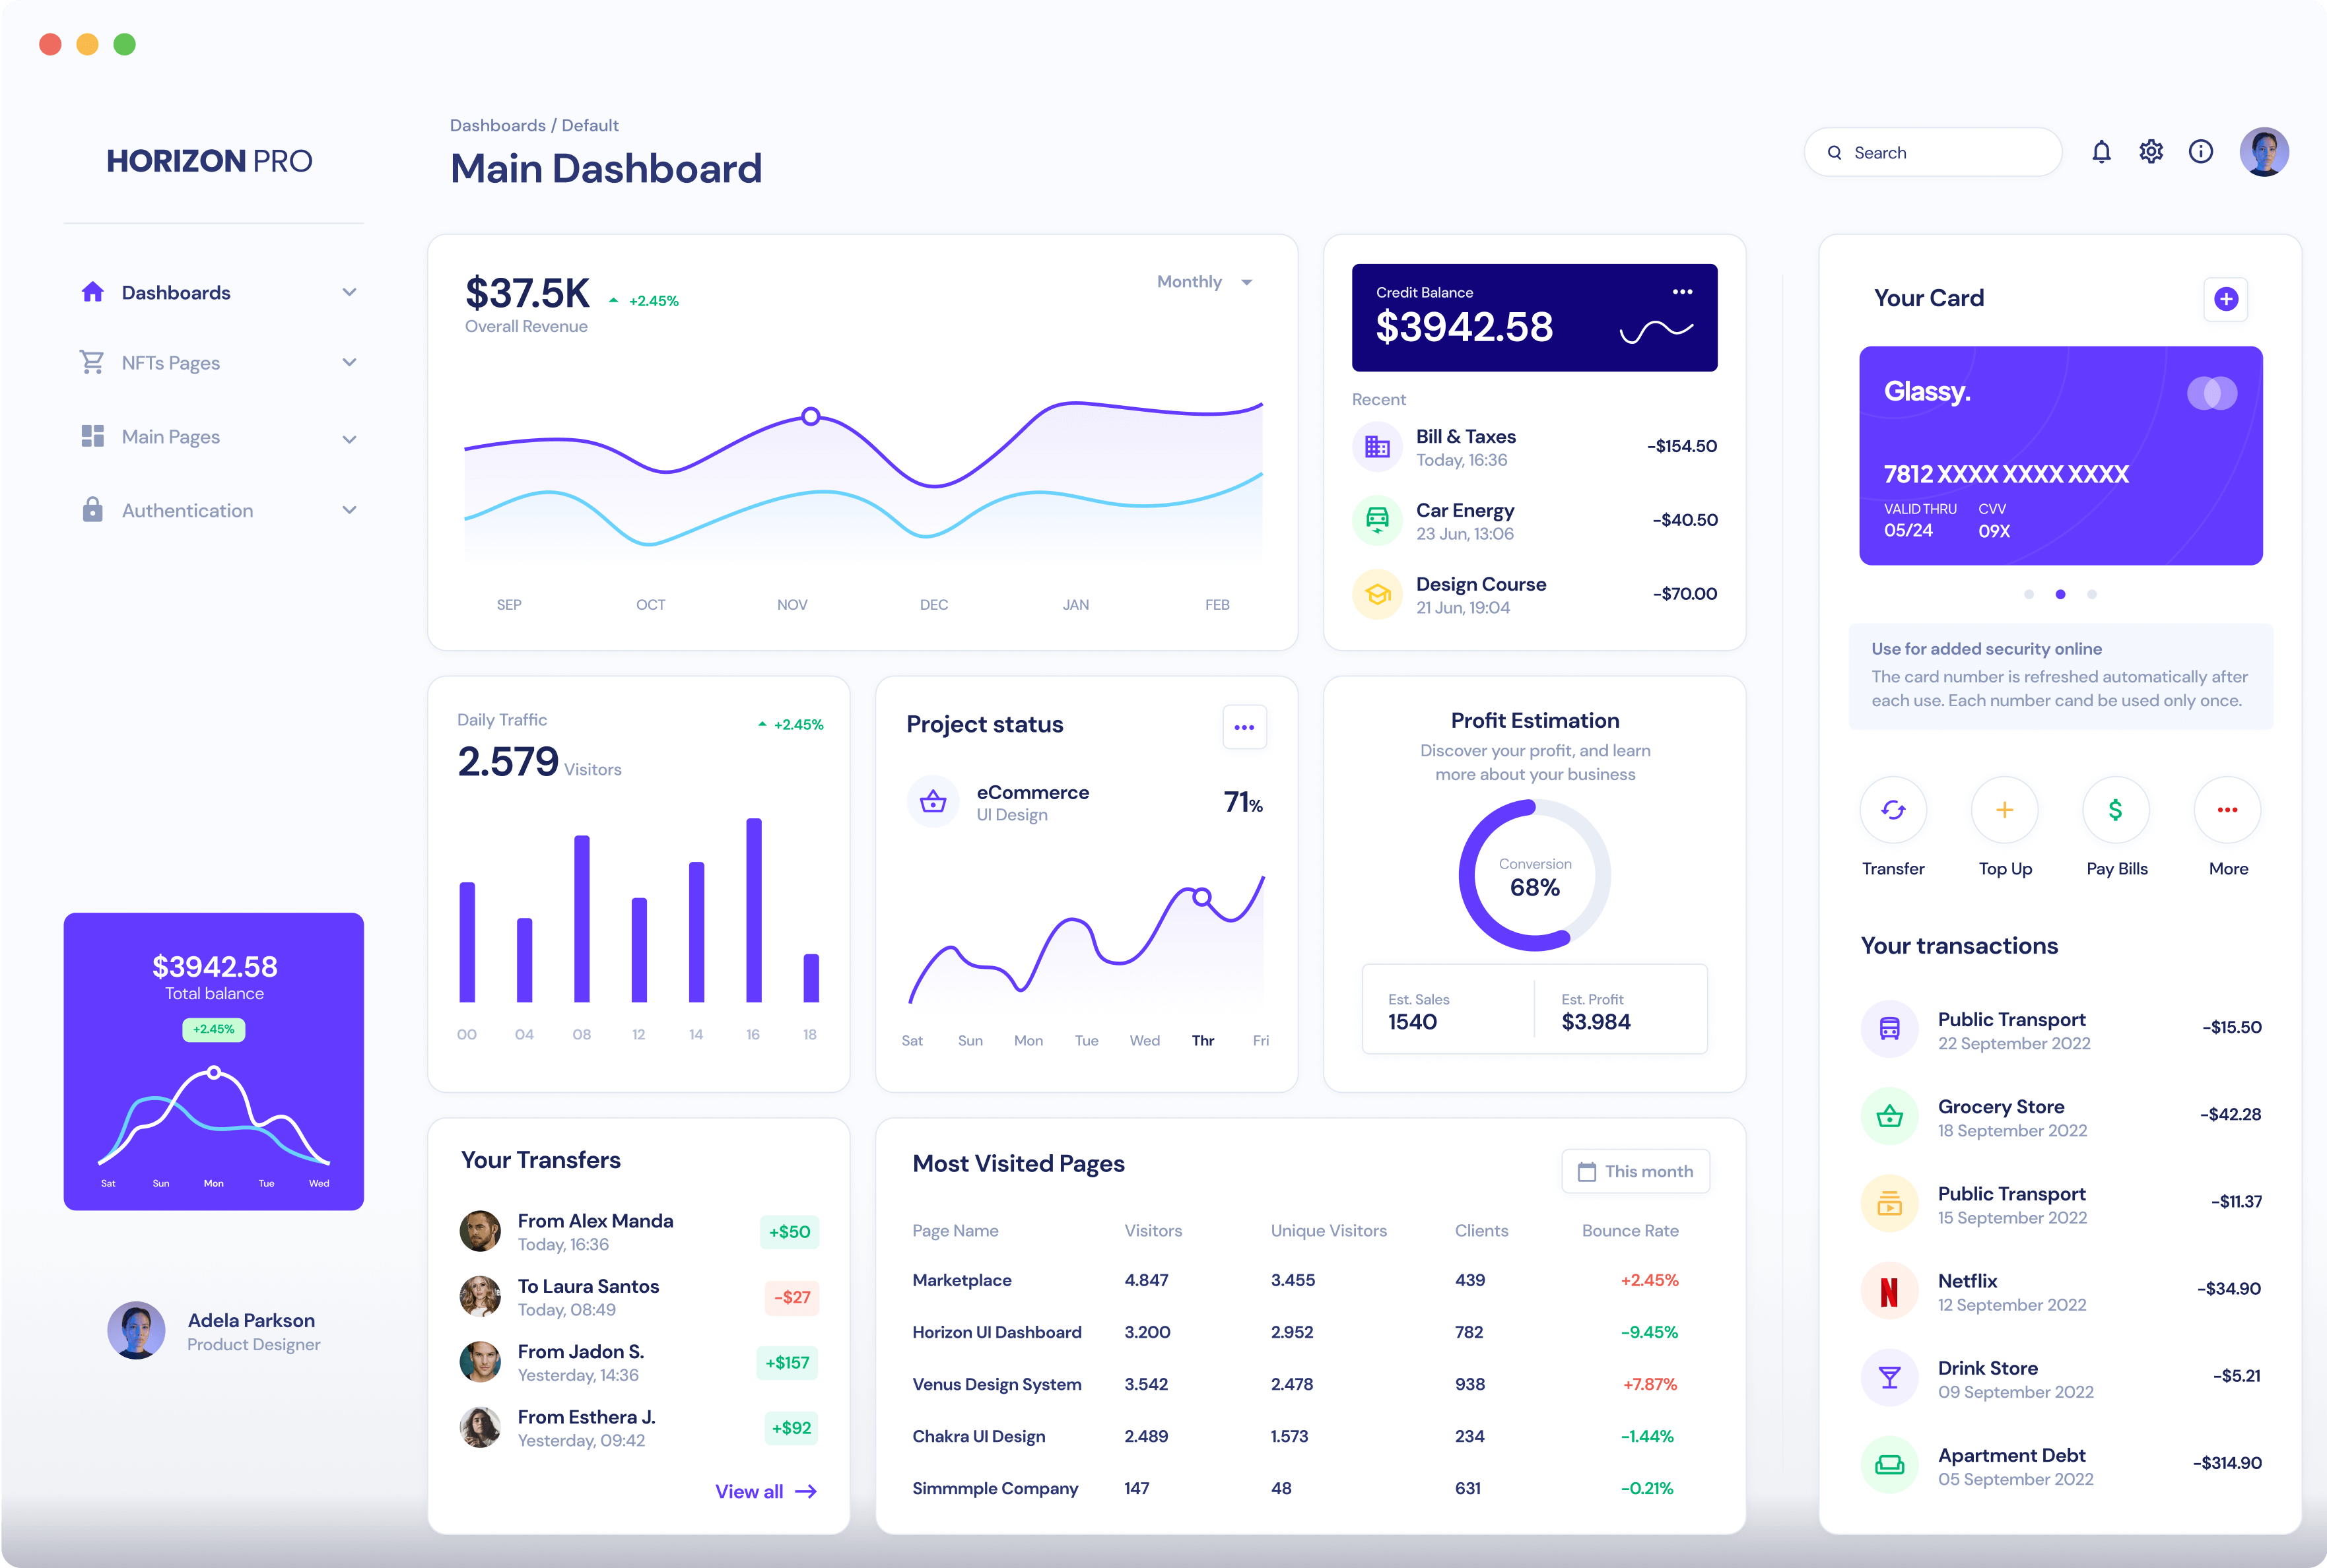 HORIZON PRO
Dashboards
NFTs Pages
Main Pages
Authentication
$3942.58
Total balance
+2.45%
Sat Sun Mon Tue Wed
Adela Parkson
Product Designer
Dashboards / Default
Main Dashboard
Search
$37.5K +2.45%
Overall Revenue
Monthly
SEP OCT NOV DEC JAN FEB
Credit Balance
$3942.58
Recent
Bill & Taxes
Today, 16:36
-$154.50
Car Energy
23 Jun, 13:06
-$40.50
Design Course
21 Jun, 19:04
-$70.00
Daily Traffic
+2.45%
2.579 Visitors
00 04 08 12 14 16 18
Project status
eCommerce
UI Design
71%
Sat Sun Mon Tue Wed Thr Fri
Profit Estimation
Discover your profit, and learn
more about your business
Conversion
68%
Est. Sales
1540
Est. Profit
$3.984
Your Transfers
From Alex Manda
Today, 16:36
+$50
To Laura Santos
Today, 08:49
-$27
From Jadon S.
Yesterday, 14:36
+$157
From Esthera J.
Yesterday, 09:42
+$92
View all
Most Visited Pages
This month
Page Name Visitors Unique Visitors Clients Bounce Rate
Marketplace 4.847 3.455 439 +2.45%
Horizon UI Dashboard 3.200 2.952 782 -9.45%
Venus Design System 3.542 2.478 938 +7.87%
Chakra UI Design 2.489 1.573 234 -1.44%
Simmmple Company 147 48 631 -0.21%
Your Card
Glassy.
7812 XXXX XXXX XXXX
VALID THRU CVV
05/24 09X
Use for added security online
The card number is refreshed automatically after
each use. Each number cand be used only once.
Transfer Top Up Pay Bills More
Your transactions
Public Transport
22 September 2022
-$15.50
Grocery Store
18 September 2022
-$42.28
Public Transport
15 September 2022
-$11.37
N
Netflix
12 September 2022
-$34.90
Drink Store
09 September 2022
-$5.21
Apartment Debt
05 September 2022
-$314.90